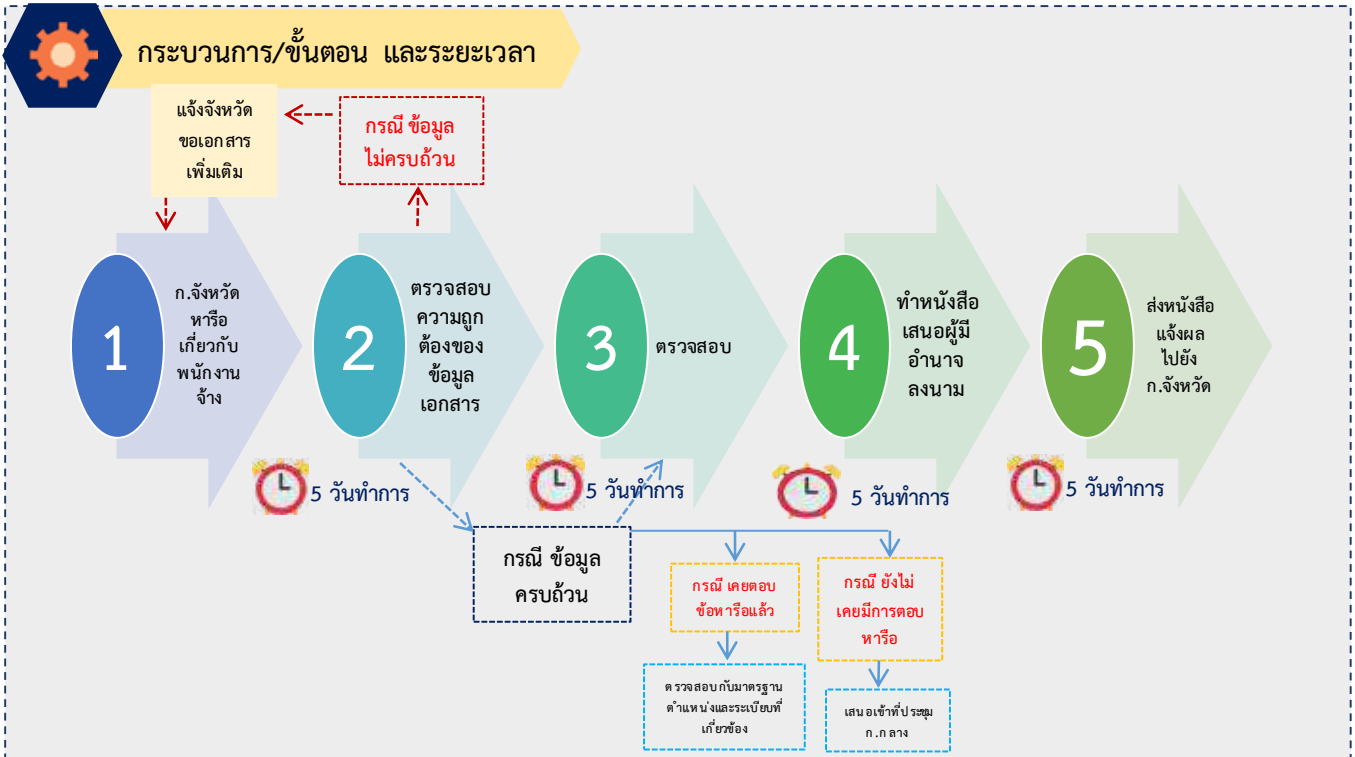 กระบวนการ/ขั้นตอน และระยะเวลา
แจ้งจังหวัด
ขอเอกสาร
เพิ่มเติม
กรณี ข้อมูล
ไม่ครบถ้วน
1
ก.จังหวัด
หารือ
เกี่ยวกับ
พนักงาน
จ้าง
2
ตรวจสอบ
ความถูก
ต้องของ
ข้อมูล
เอกสาร
3
ตรวจสอบ
4
ทำหนังสือ
เสนอผู้มี
อำนาจ
ลงนาม
5
ส่งหนังสือ
แจ้งผล
ไปยัง
ก.จังหวัด
5 วันทำการ
5 วันทำการ
5 วันทำการ
5 วันทำการ
กรณี ข้อมูล
ครบถ้วน
กรณี เคยตอบ
ข้อหารือแล้ว
กรณี ยังไม่
เคยมีการตอบ
หารือ
ตรวจสอบกับมาตรฐาน
ตำแหน่งและระเบียบที่
เกี่ยวข้อง
เสนอเข้าที่ประชุม
ก.กลาง